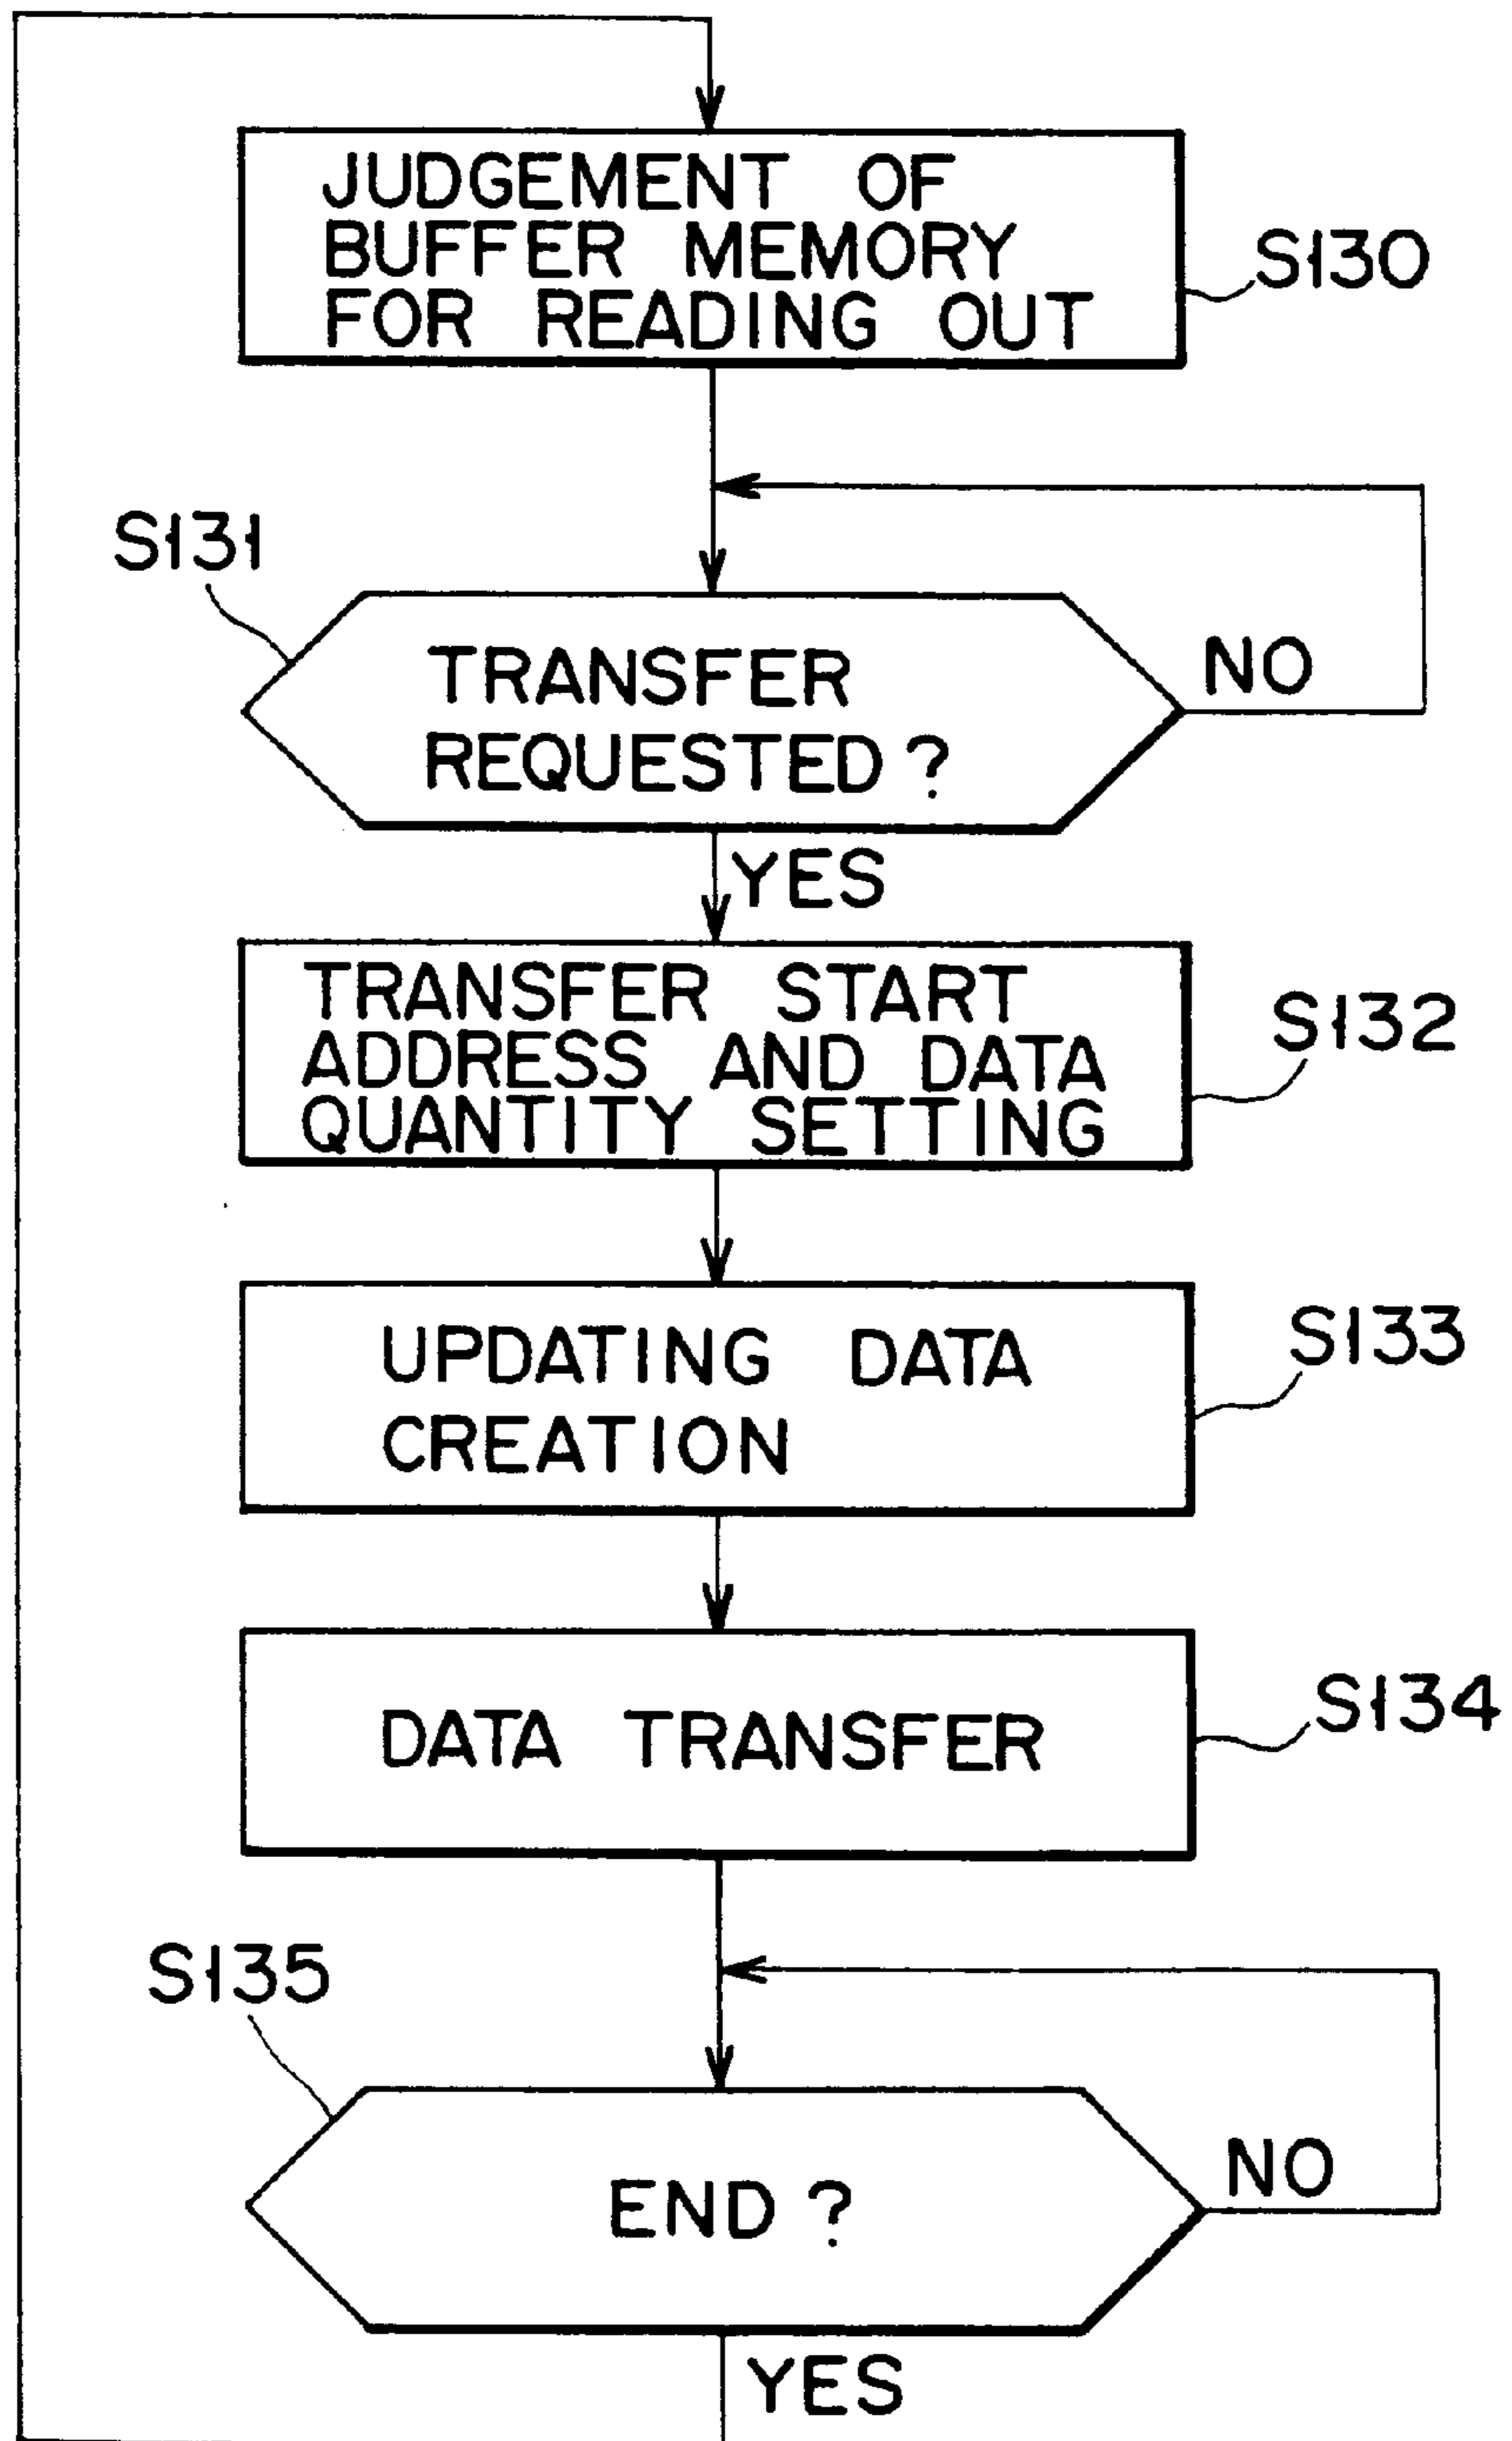 JUDGEMENT OF
BUFFER MEMORY
FOR READING OUT
S130
S131
TRANSFER
REQUESTED ?
NO
YES
TRANSFER START
ADDRESS AND DATA
QUANTITY SETTING
S132
UPDATING DATA
CREATION
S133
DATA TRANSFER
S134
S135
END ?
NO
YES